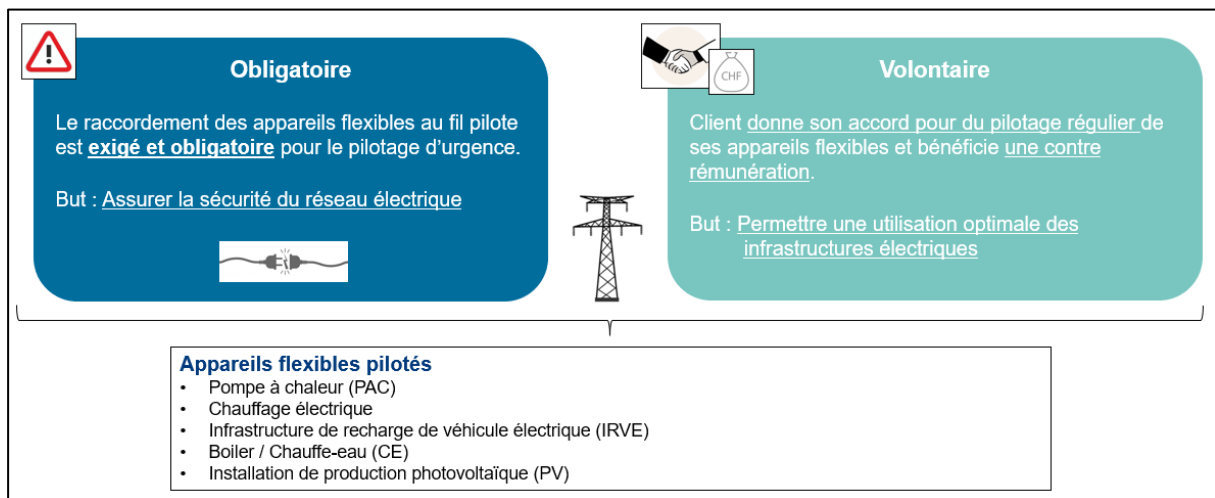 Obligatoire
Le raccordement des appareils flexibles au fil pilote
est exigé et obligatoire pour le pilotage d'urgence.
But : Assurer la sécurité du réseau électrique
CHF
Volontaire
Client donne son accord pour du pilotage régulier de
ses appareils flexibles et bénéficie une contre
rémunération.
But : Permettre une utilisation optimale des
infrastructures électriques
Appareils flexibles pilotés
• Pompe à chaleur (PAC)
• Chauffage électrique
• Infrastructure de recharge de véhicule électrique (IRVE)
• Boiler / Chauffe-eau (CE)
• Installation de production photovoltaïque (PV)